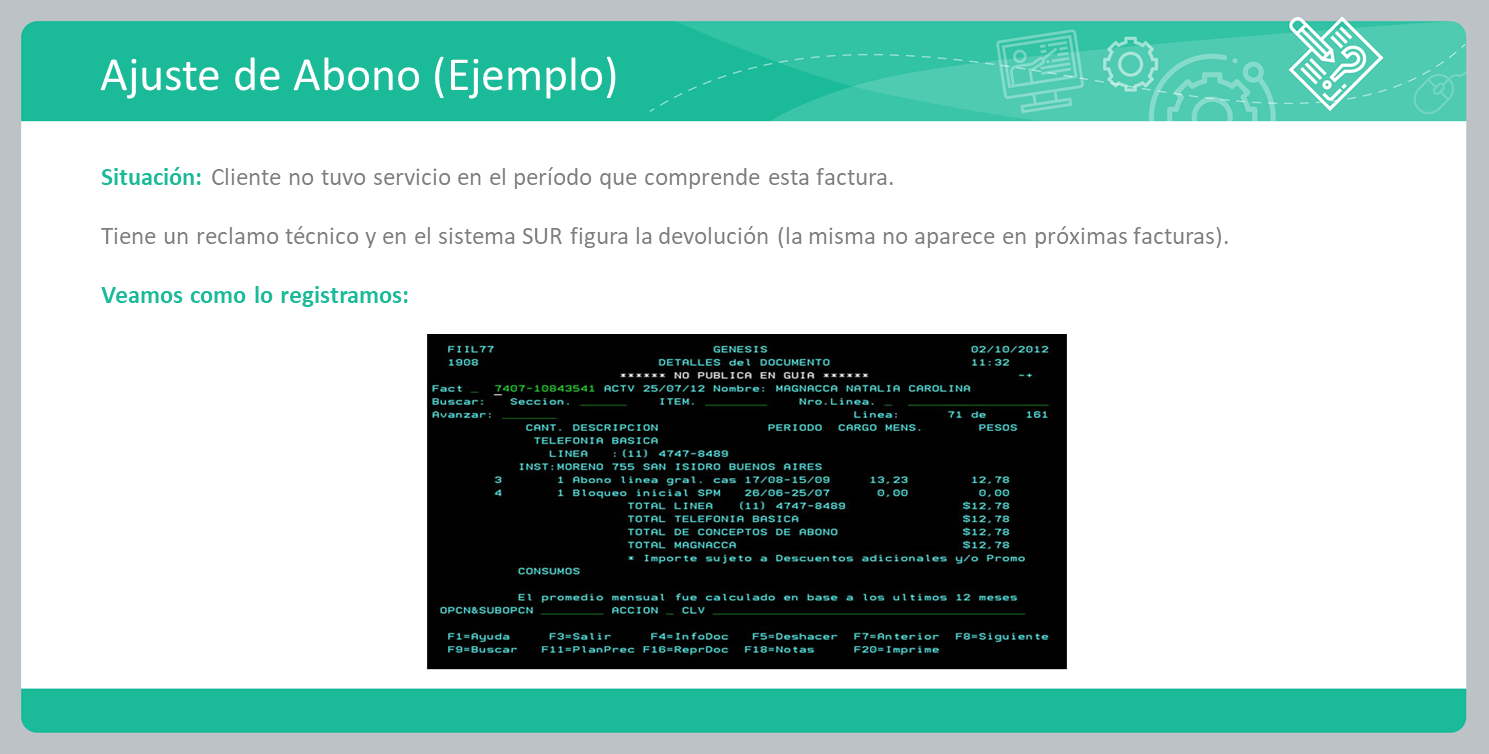 Ajuste de Abono (Ejemplo)
Situación: Cliente no tuvo servicio en el período que comprende esta factura.
Tiene un reclamo técnico y en el sistema SUR figura la devolución (la misma no aparece en próximas facturas).
Veamos como lo registramos:
FIIL77 GENESIS 02/10/2012
1908 DETALLES del DOCUMENTO 11:32
****** NO PUBLICA EN GUIA ****** -+
Fact _ 7407-10843541 ACTV 25/07/12 Nombre: MAGNACCA NATALIA CAROLINA
Buscar: Seccion. ______ ITEM. ________ Nro.Linea. _ __________________
Avanzar: _______ Linea: 71 de 161
CANT. DESCRIPCION PERIODO CARGO MENS. PESOS
TELEFONIA BASICA
LINEA :(11) 4747-8489
INST:MORENO 755 SAN ISIDRO BUENOS AIRES
3 1 Abono linea gral. cas 17/08-15/09 13,23 12,78
4 1 Bloqueo inicial SPM 26/06-25/07 0,00 0,00
TOTAL LINEA (11) 4747-8489 $12,78
TOTAL TELEFONIA BASICA $12,78
TOTAL DE CONCEPTOS DE ABONO $12,78
TOTAL MAGNACCA $12,78
* Importe sujeto a Descuentos adicionales y/o Promo
CONSUMOS
El promedio mensual fue calculado en base a los ultimos 12 meses
OPCN&SUBOPCN ________ ACCION _ CLV ________________________________________
F1=Ayuda F3=Salir F4=InfoDoc F5=Deshacer F7=Anterior F8=Siguiente
F9=Buscar F11=PlanPrec F16=ReprDoc F18=Notas F20=Imprime